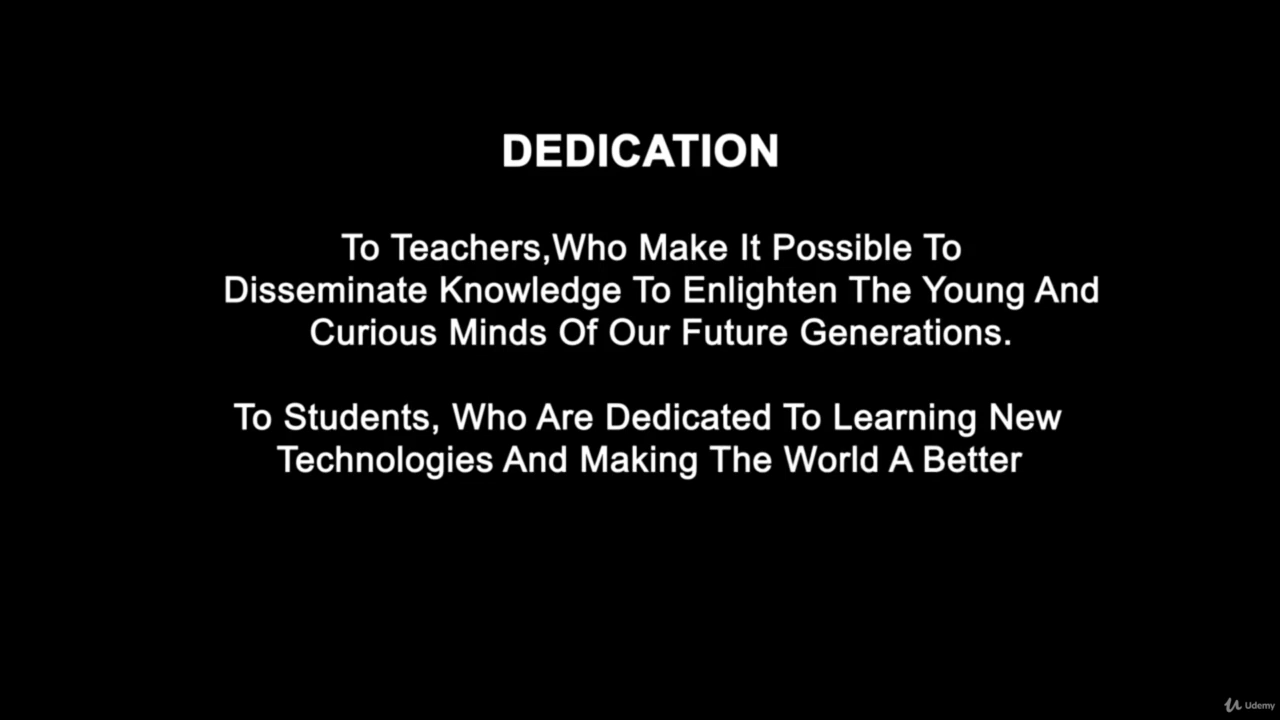 DEDICATION
To Teachers,Who Make It Possible To
Disseminate Knowledge To Enlighten The Young And
Curious Minds Of Our Future Generations.
To Students, Who Are Dedicated To Learning New
Technologies And Making The World A Better
Udemy